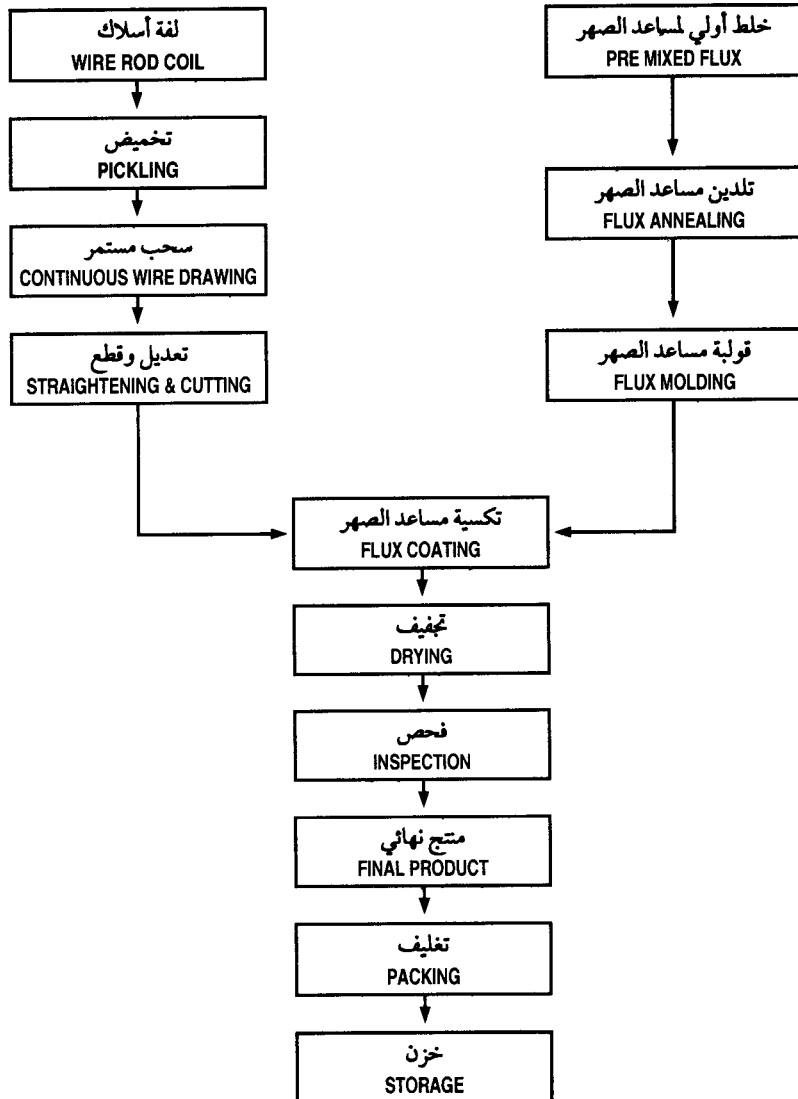 لفة أسلاك
WIRE ROD COIL
تخميض
PICKLING
سحب مستمر
CONTINUOUS WIRE DRAWING
تعديل وقطع
STRAIGHTENING & CUTTING
خلط أولي لمساعد الصهر
PRE MIXED FLUX
تلدين مساعد الصهر
FLUX ANNEALING
قولبة مساعد الصهر
FLUX MOLDING
تكسية مساعد الصهر
FLUX COATING
تجفيف
DRYING
فحص
INSPECTION
منتج نهائي
FINAL PRODUCT
تغليف
PACKING
خزن
STORAGE